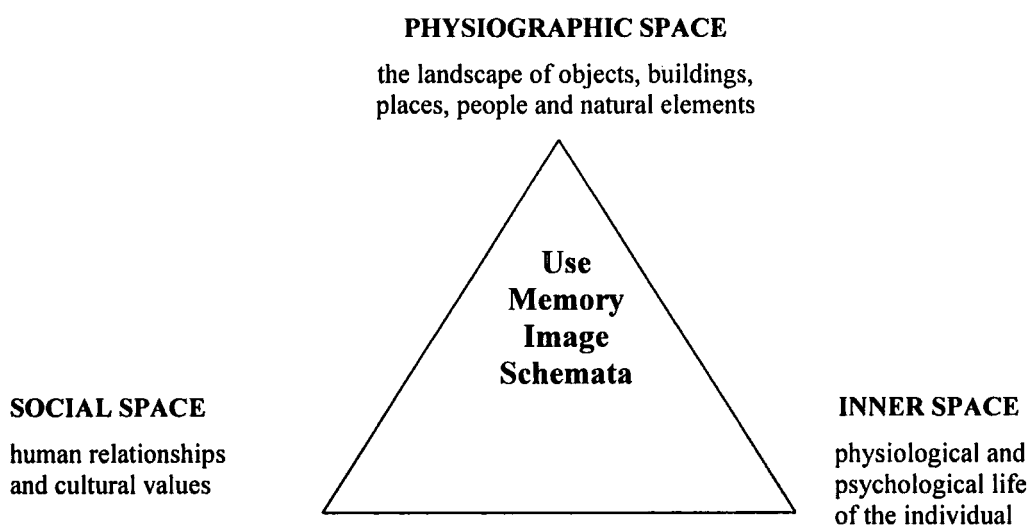 PHYSIOGRAPHIC SPACE
the landscape of objects, buildings,
places, people and natural elements
Use
Memory
Image
Schemata
SOCIAL SPACE
human relationships
and cultural values
INNER SPACE
physiological and
psychological life
of the individual